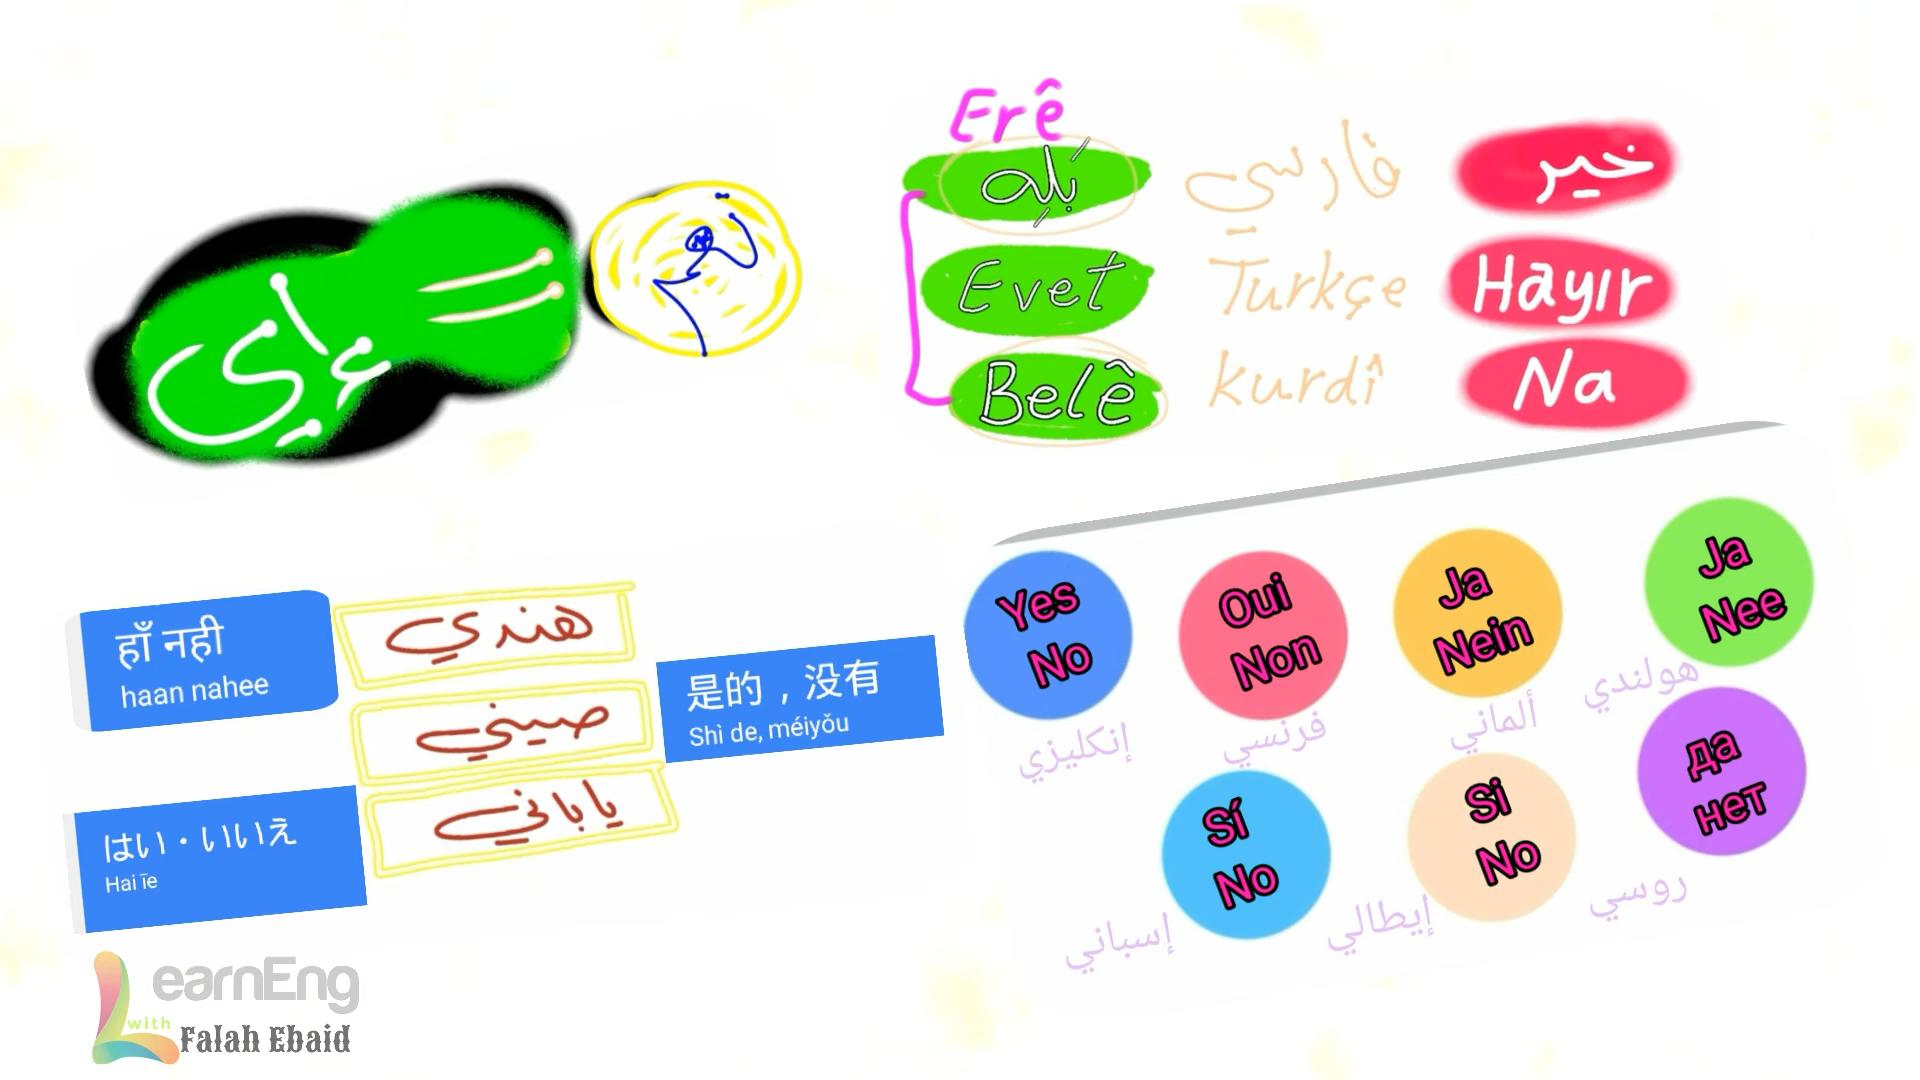 إي = نعم
Erê
بَلِه فارسي خير
Evet Turkçe Hayır
Belê kurdî Na
Yes
No
إنكليزي
Oui
Non
فرنسي
Ja
Nein
ألماني
Ja
Nee
هولندي
Sí
No
إسباني
Si
No
إيطالي
да
нет
روسي
हाँ नही
haan nahee
هندي
صيني
是的，没有
Shì de, méiyǒu
はい・いいえ
Hai īe
ياباني
LearnEng
with Falah Ebaid